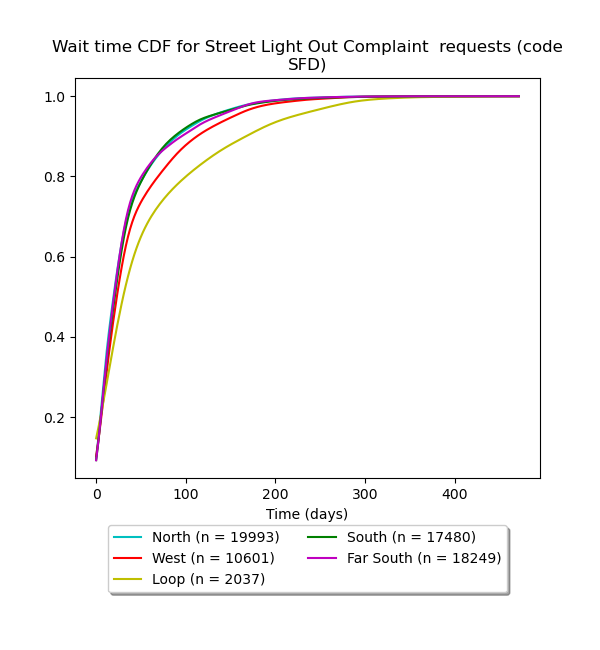 Wait time CDF for Street Light Out Complaint  requests (code
SFD)
1.0
0.8
0.6
0.4
0.2
0 100 200 300 400
Time (days)
North (n = 19993) South (n = 17480)
West (n = 10601) Far South (n = 18249)
Loop (n = 2037)